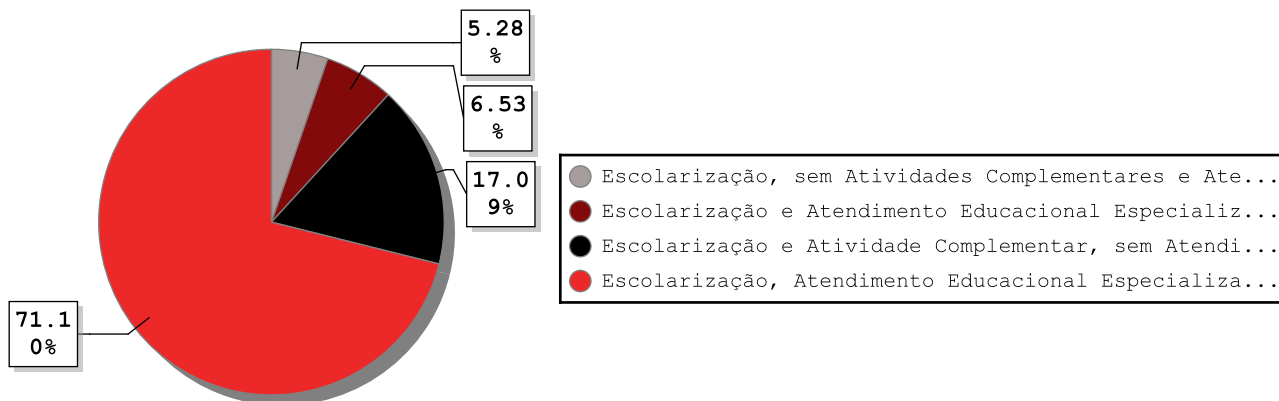 5.28
%
6.53
%
17.0
9%
71.1
0%
Escolarização, sem Atividades Complementares e Ate...
Escolarização e Atendimento Educacional Especializ...
Escolarização e Atividade Complementar, sem Atendi...
Escolarização, Atendimento Educacional Especializa...